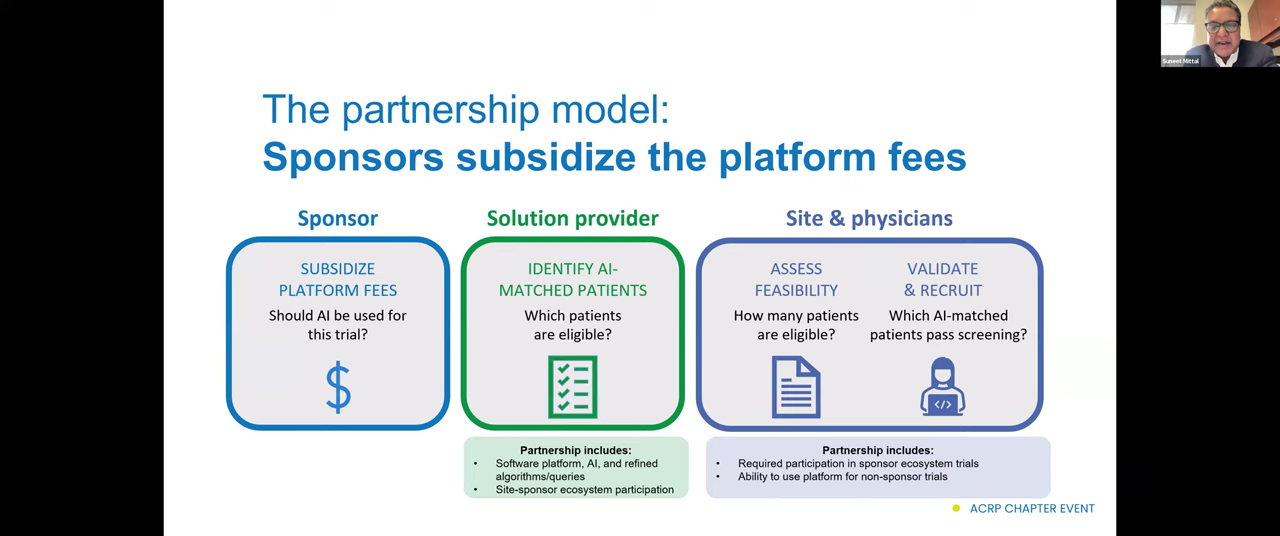 Suneet Mittal
The partnership model:
Sponsors subsidize the platform fees
Sponsor
SUBSIDIZE
PLATFORM FEES
Should AI be used for
this trial?
$
Solution provider
IDENTIFY AI-
MATCHED PATIENTS
Which patients
are eligible?
Partnership includes:
• Software platform, AI, and refined
algorithms/queries
• Site-sponsor ecosystem participation
Site & physicians
ASSESS
FEASIBILITY
How many patients
are eligible?
VALIDATE
& RECRUIT
Which AI-matched
patients pass screening?
</>
Partnership includes:
• Required participation in sponsor ecosystem trials
• Ability to use platform for non-sponsor trials
ACRP CHAPTER EVENT